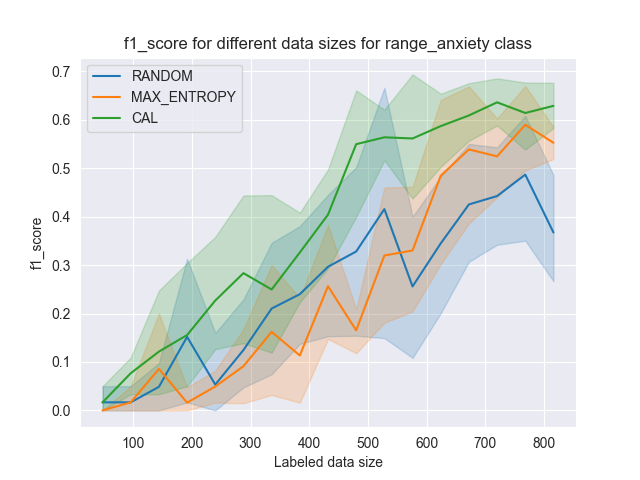 f1_score for different data sizes for range_anxiety class
RANDOM
MAX_ENTROPY
CAL
f1_score
0.7
0.6
0.5
0.4
0.3
0.2
0.1
0.0
100 200 300 400 500 600 700 800
Labeled data size